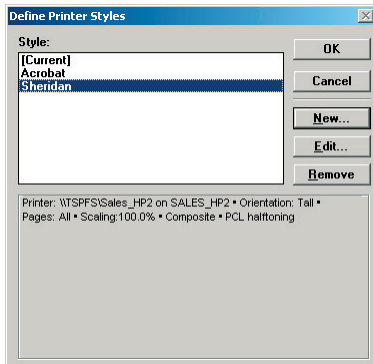 Define Printer Styles
Style:
[Current]
Acrobat
Sheridan
OK
Cancel
New...
Edit...
Remove
Printer: \\TSPFS\Sales_HP2 on SALES_HP2 • Orientation: Tall •
Pages: All • Scaling:100.0% • Composite • PCL halftoning